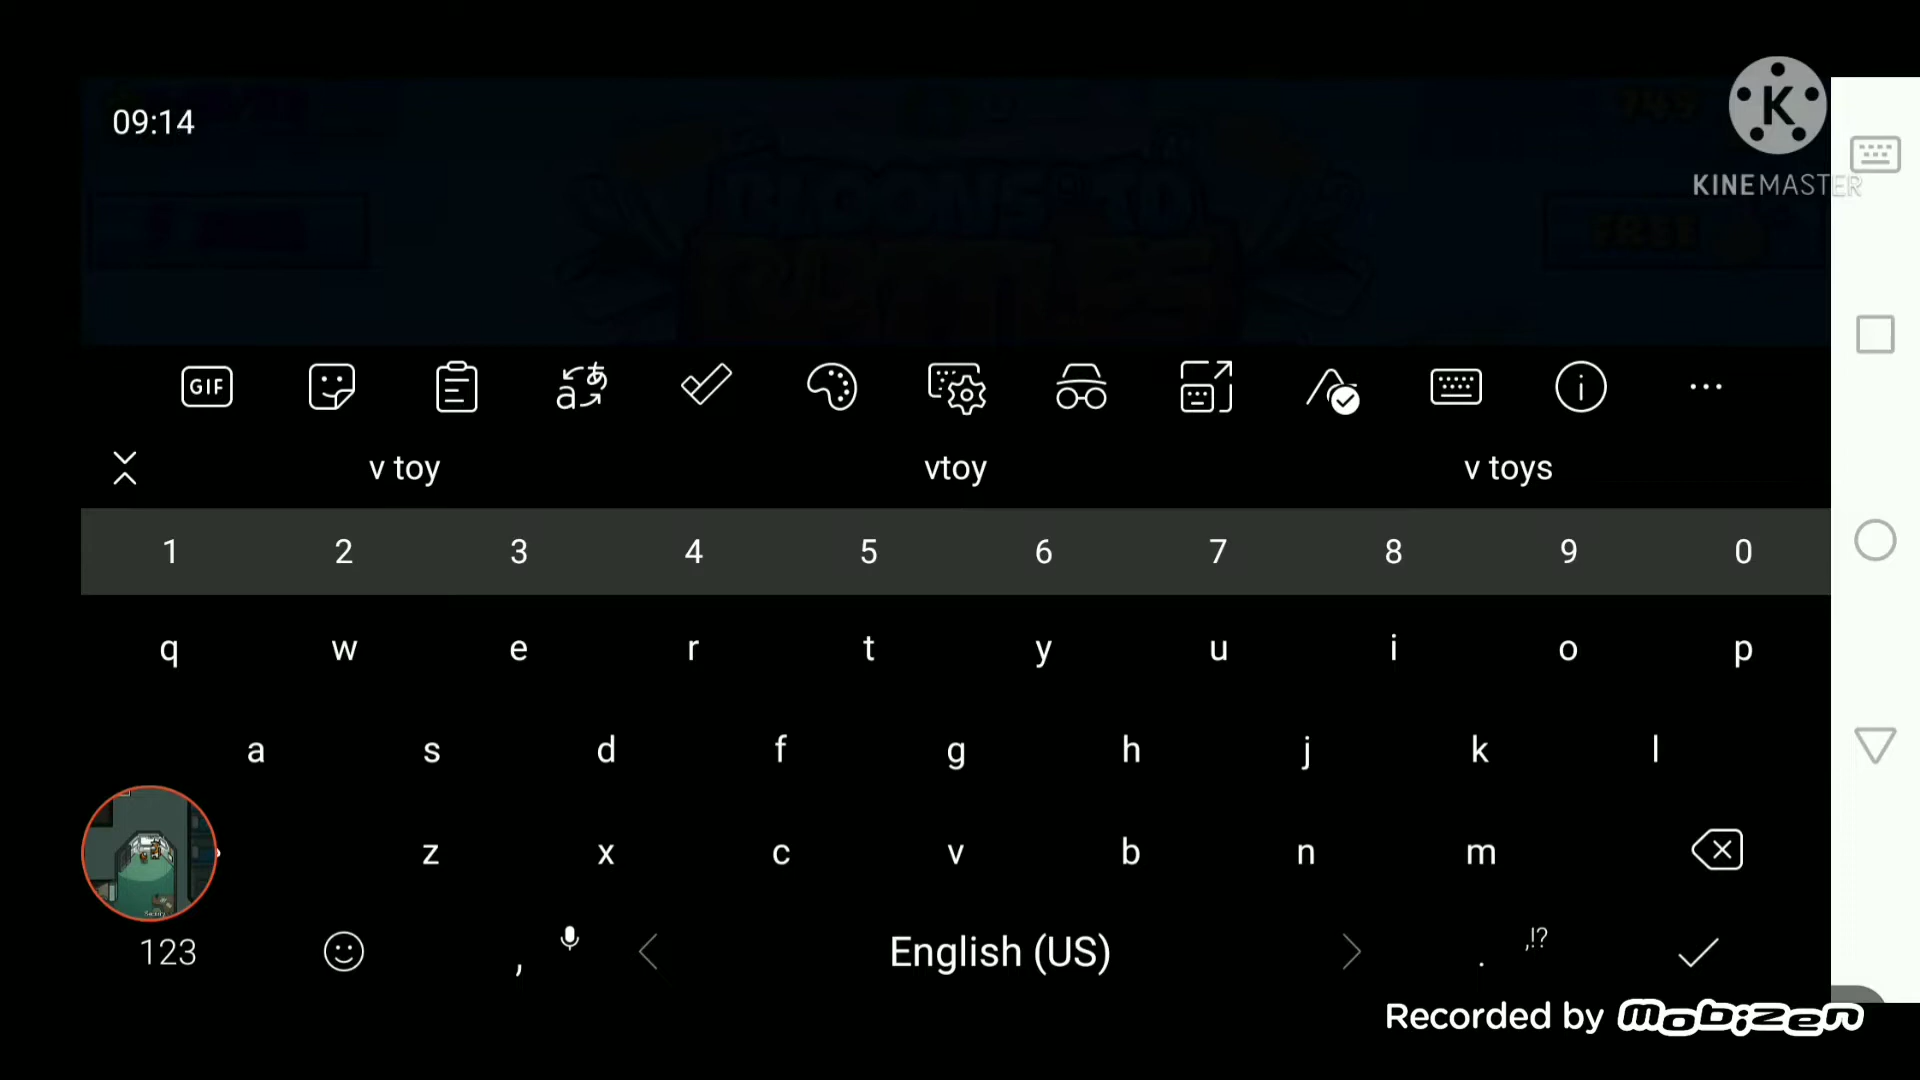 09:14
K
KINEMASTER
GIF
a あ
v toy vtoy v toys
1 2 3 4 5 6 7 8 9 0
q w e r t y u i o p
a s d f g h j k l
z x c v b n m
123 , English (US) . ,!?
Recorded by mobizen